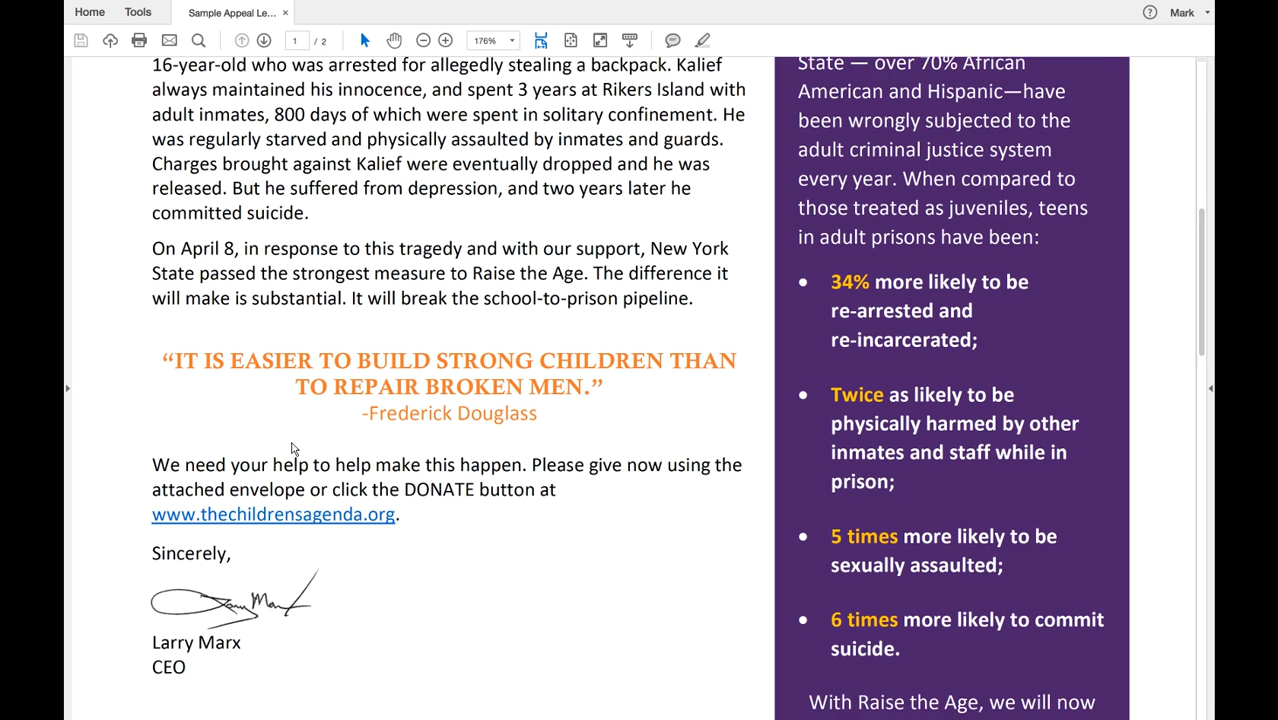 Home
Tools
Sample Appeal Le...
×
?
Mark
1
/ 2
176%
16-year-old who was arrested for allegedly stealing a backpack. Kalief
always maintained his innocence, and spent 3 years at Rikers Island with
adult inmates, 800 days of which were spent in solitary confinement. He
was regularly starved and physically assaulted by inmates and guards.
Charges brought against Kalief were eventually dropped and he was
released. But he suffered from depression, and two years later he
committed suicide.
On April 8, in response to this tragedy and with our support, New York
State passed the strongest measure to Raise the Age. The difference it
will make is substantial. It will break the school-to-prison pipeline.
“IT IS EASIER TO BUILD STRONG CHILDREN THAN
TO REPAIR BROKEN MEN.”
-Frederick Douglass
We need your help to help make this happen. Please give now using the
attached envelope or click the DONATE button at
www.thechildrensagenda.org.
Sincerely,
Larry Marx
Larry Marx
CEO
State — over 70% African
American and Hispanic—have
been wrongly subjected to the
adult criminal justice system
every year. When compared to
those treated as juveniles, teens
in adult prisons have been:
• 34% more likely to be
re-arrested and
re-incarcerated;
• Twice as likely to be
physically harmed by other
inmates and staff while in
prison;
• 5 times more likely to be
sexually assaulted;
• 6 times more likely to commit
suicide.
With Raise the Age, we will now